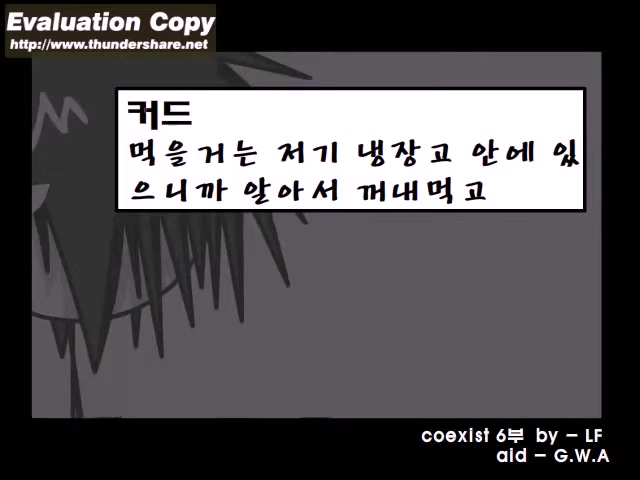 Evaluation Copy
http://www.thundershare.net
커드
먹을거는 저기 냉장고 안에 있
으니까 알아서 꺼내먹고
coexist 6부 by – LF
aid – G.W.A